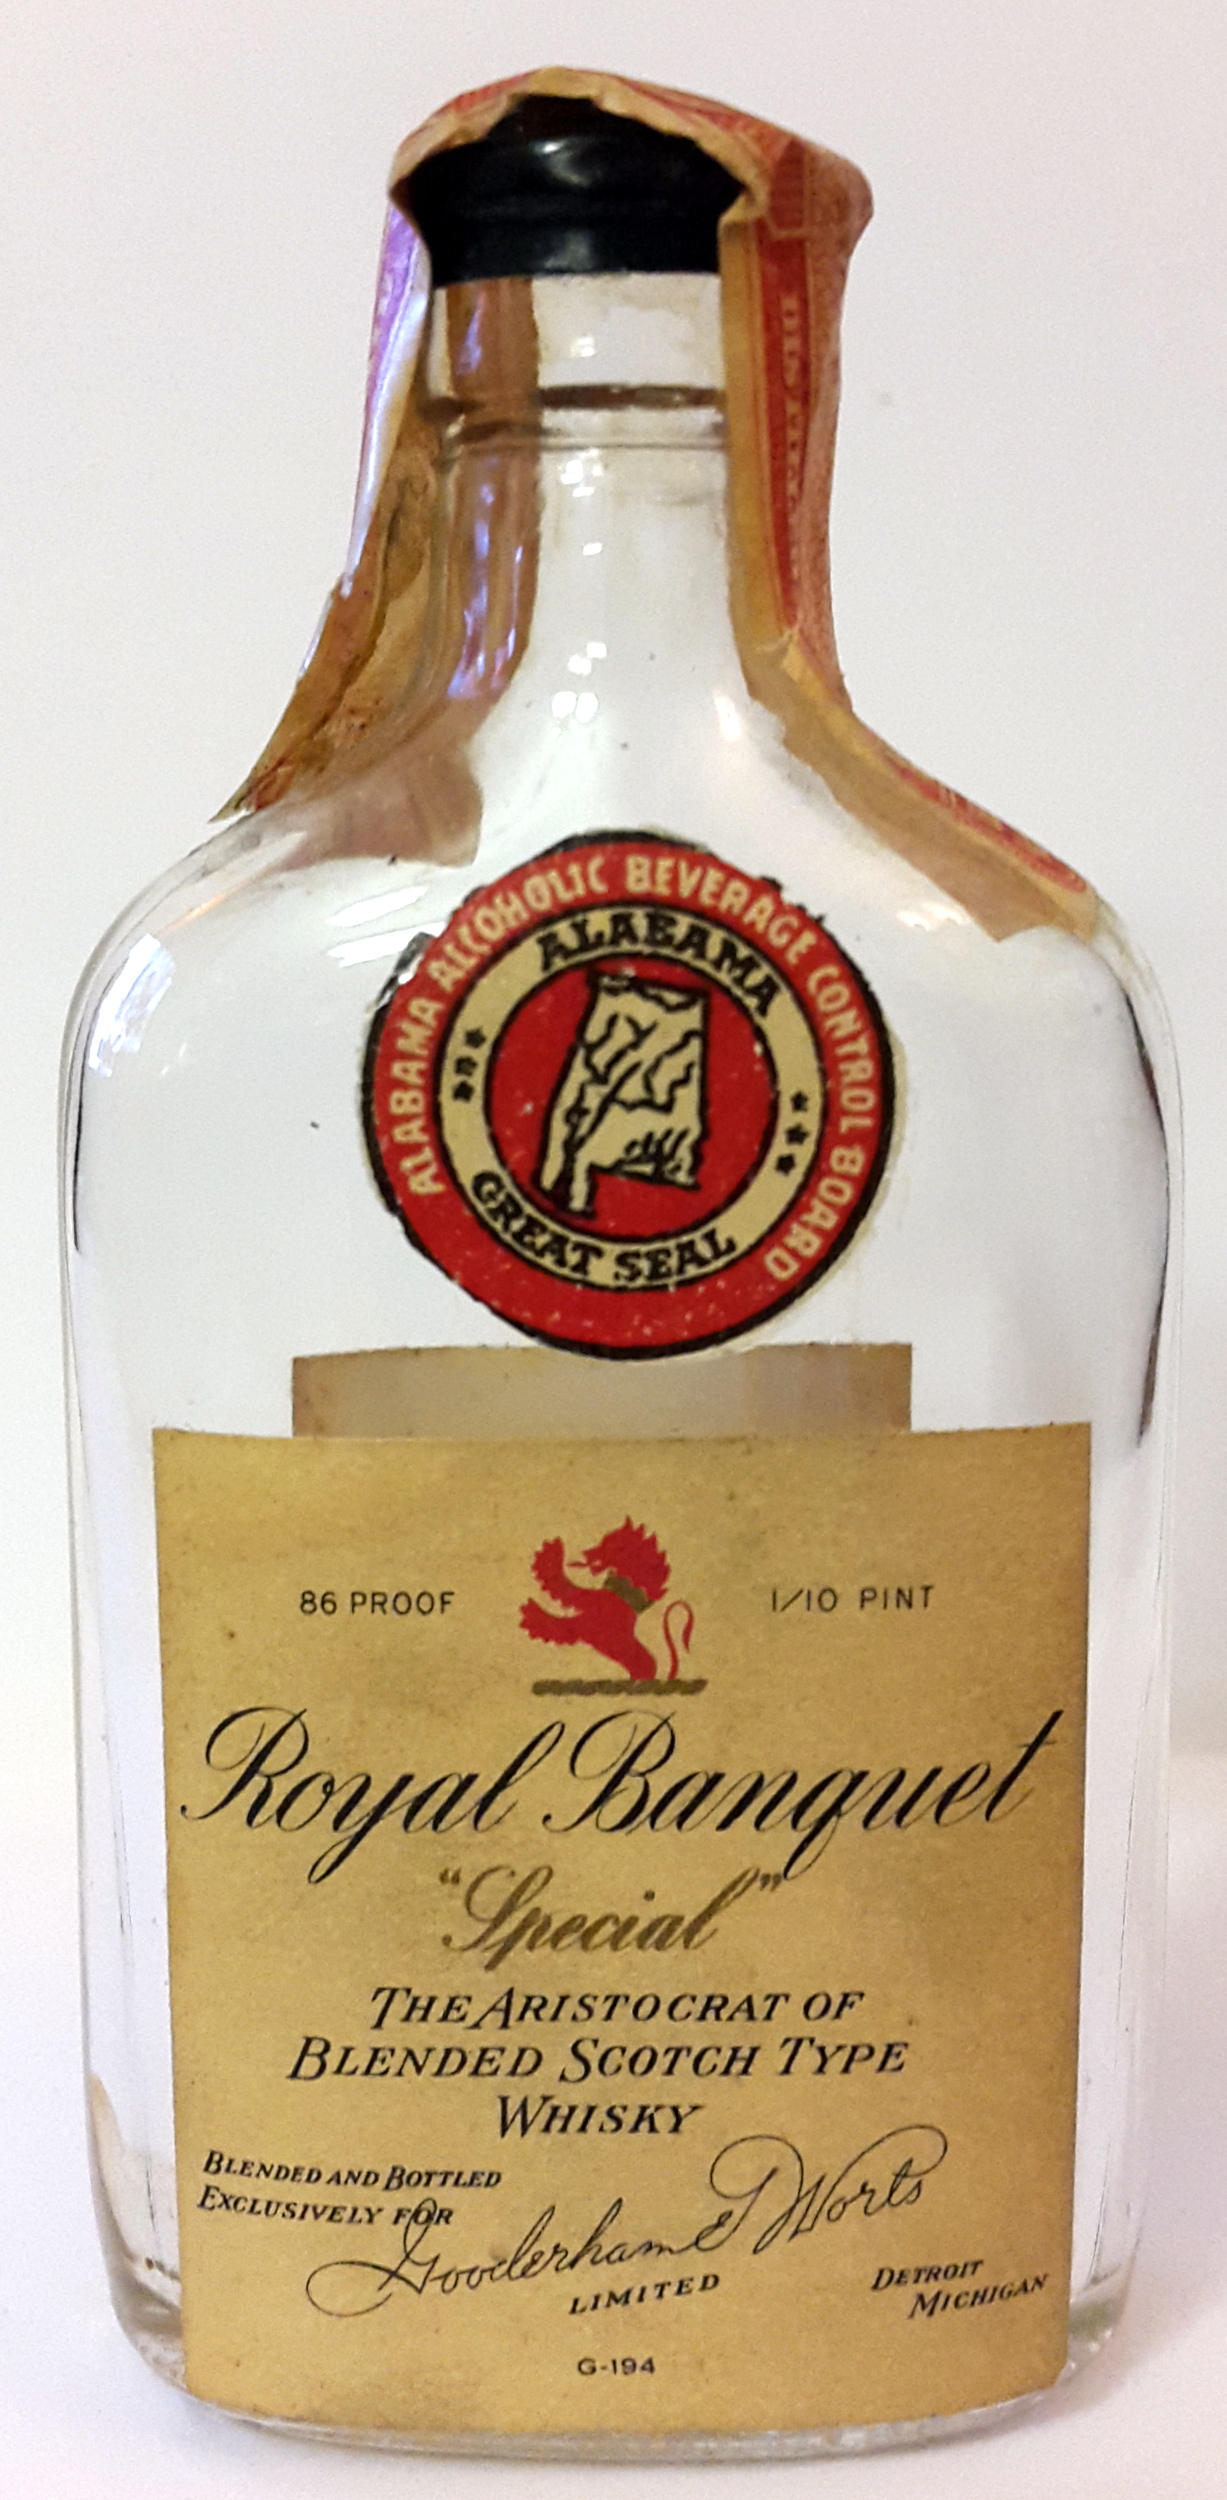 ALABAMA ALCOHOLIC BEVERAGE CONTROL BOARD
ALABAMA
GREAT SEAL
86 PROOF
1/10 PINT
Royal Banquet
"Special"
THE ARISTOCRAT OF
BLENDED SCOTCH TYPE
WHISKY
BLENDED AND BOTTLED
EXCLUSIVELY FOR
Gooderham & Worts
LIMITED
DETROIT
MICHIGAN
G-194